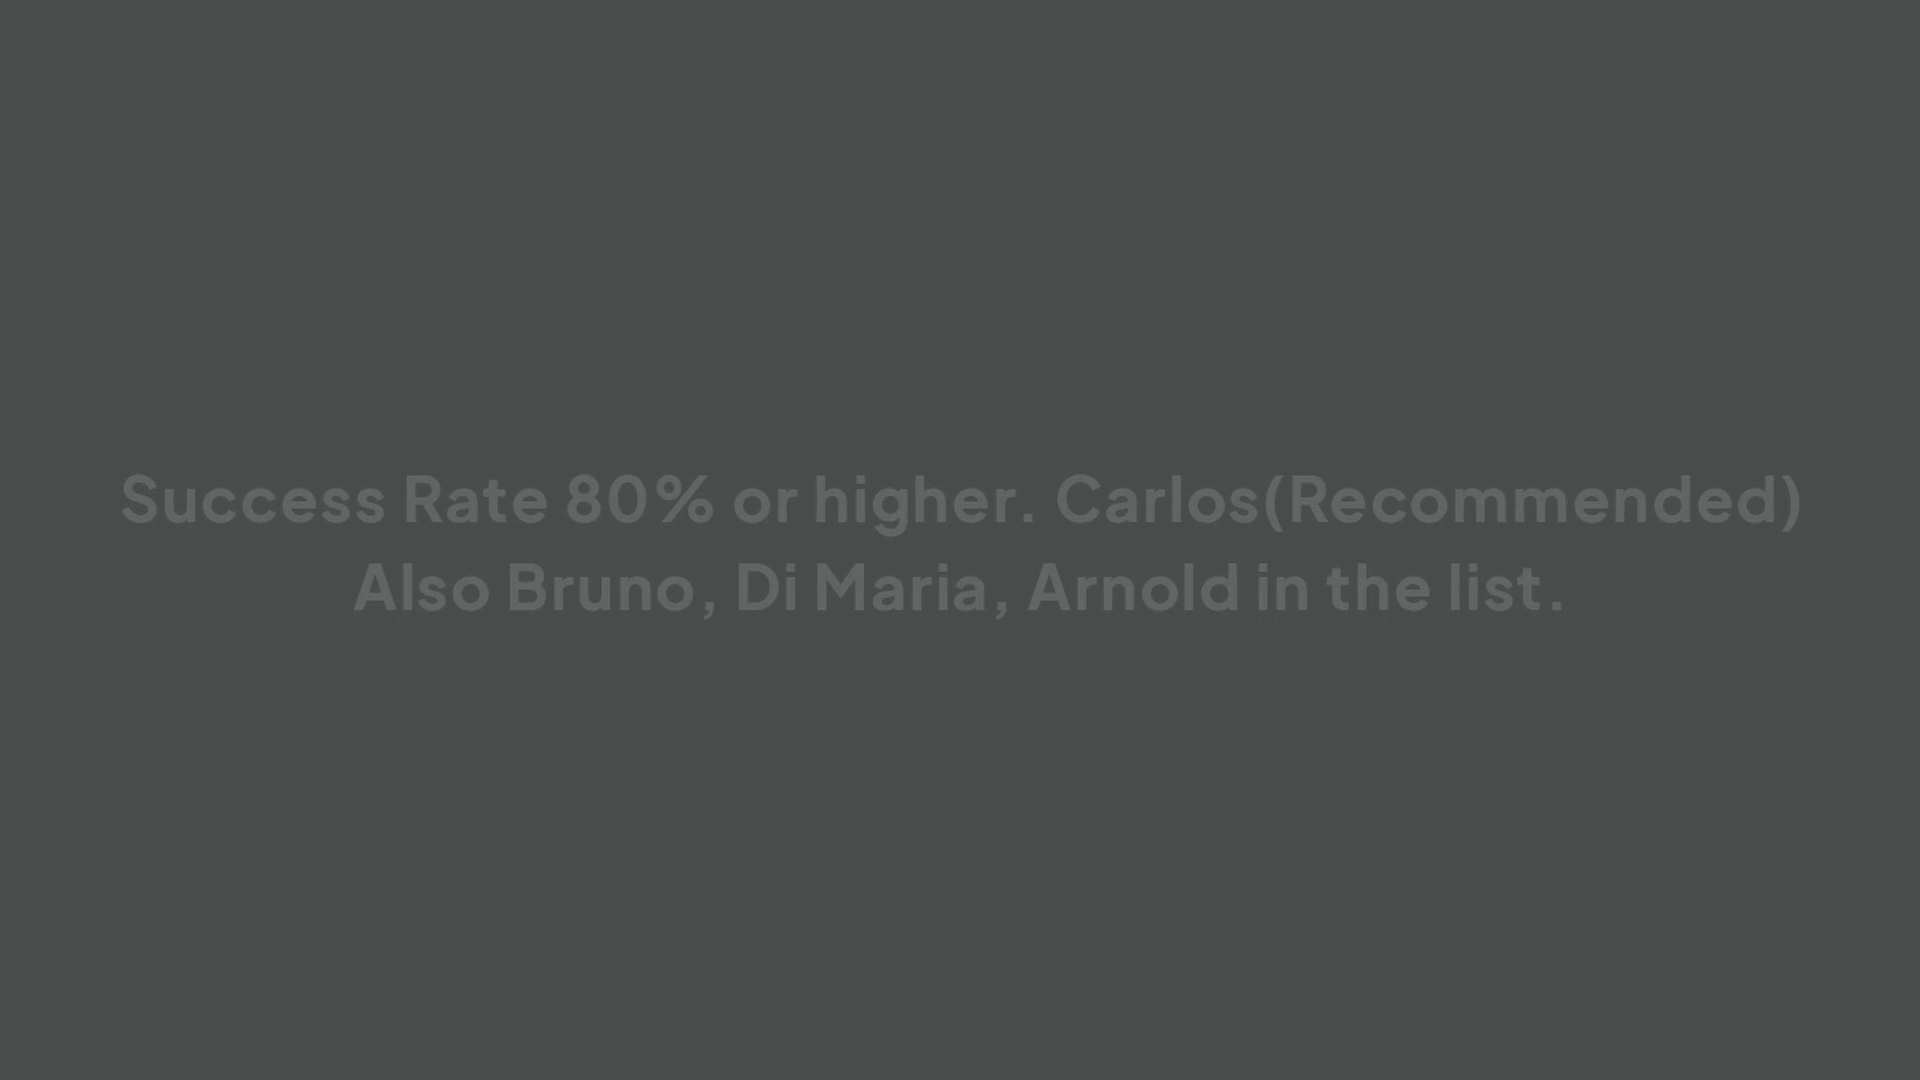 Success Rate 80% or higher. Carlos(Recommended)
Also Bruno, Di Maria, Arnold in the list.